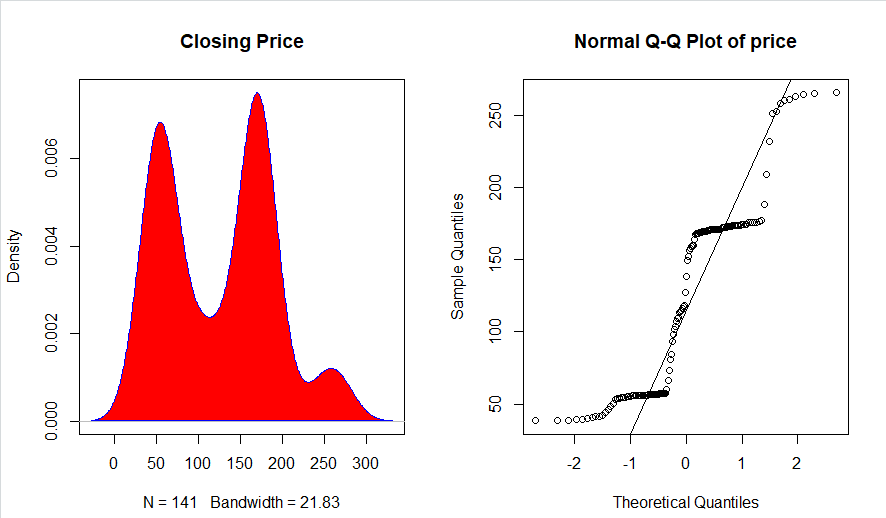 Closing Price
Density
0.000
0.002
0.004
0.006
0 50 100 150 200 250 300
N = 141 Bandwidth = 21.83
Normal Q-Q Plot of price
Sample Quantiles
50
100
150
200
250
-2 -1 0 1 2
Theoretical Quantiles